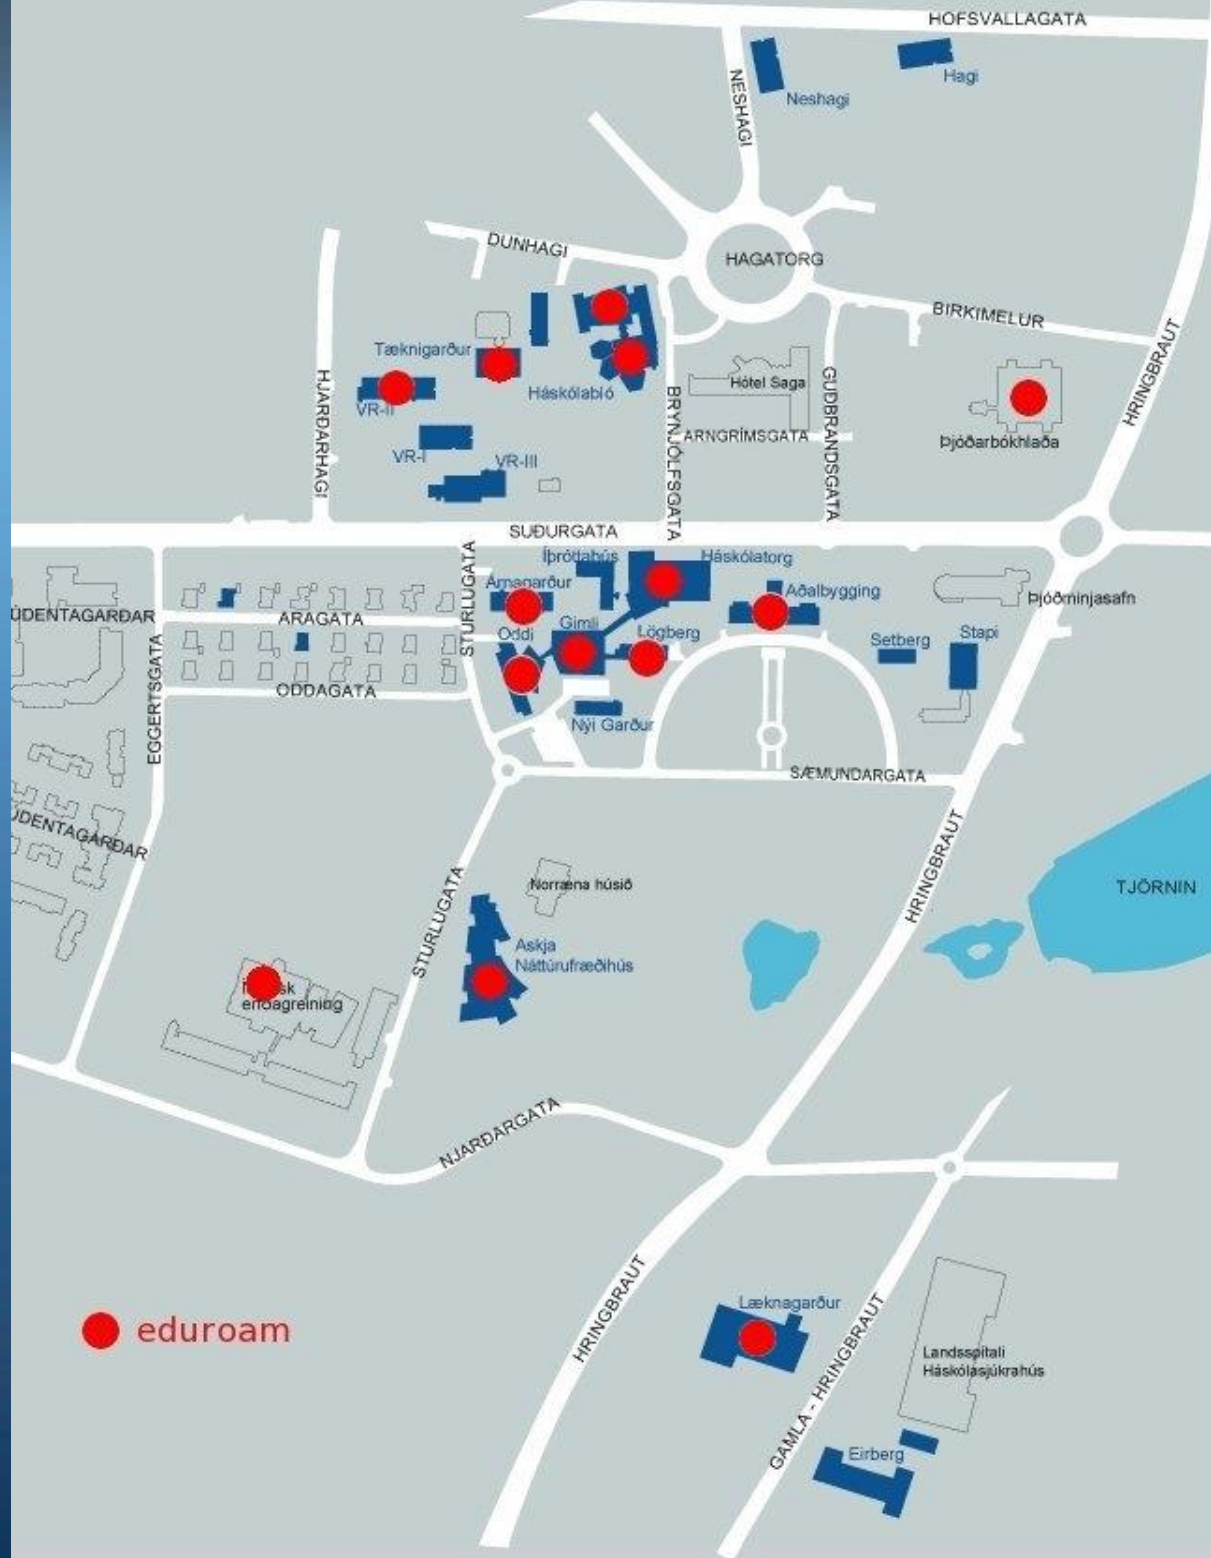 HOFSVALLAGATA
NESHAGI
Neshagi
Hagi
DUNHAGI
HAGATORG
BIRKIMELUR
HRINGBRAUT
Tæknigarður
VR-II
Háskólabíó
Hótel Saga
HJARÐARHAGI
BRYNJÓLFSGATA
GUÐBRANDSGATA
ARNGRÍMSGATA
Þjóðarbókhlaða
VR-I
VR-III
SUÐURGATA
Íþróttahús
Háskólatorg
STURLUGATA
Árnagarður
Aðalbygging
Þjóðminjasafn
ÚDENTAGARÐAR
ARAGATA
Gimli
Oddi
Lögberg
Setberg
Stapi
EGGERTSGATA
ODDAGATA
Nýi Garður
SÆMUNDARGATA
ÚDENTAGARÐAR
HRINGBRAUT
TJÖRNIN
Norræna húsið
STURLUGATA
Askja
Náttúrufræðihús
erfðagreining
NJARÐARGATA
HRINGBRAUT
Læknagarður
eduroam
GAMLA - HRINGBRAUT
Landsspítali
Háskólasjúkrahús
Eirberg